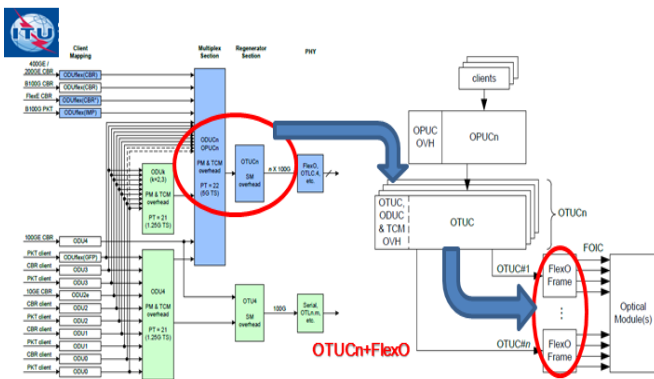 ITU
Client
Mapping
Multiplex
Section
Regenerator
Section
PHY
400GE /
200GE CBR
ODUflex(CBR)
B100G CBR
ODUflex(CBR)
FlexE CBR
ODUflex(CBR*)
B100G PKT
ODUflex(IMP)
ODUCn
OPUCn
PM & TCM
overhead
PT = 22
(5G TS)
OTUCn
SM
overhead
n X 100G
FlexO,
OTLC.4,
etc.
ODUk
(k=2,3)
PM & TCM
overhead
PT = 21
(1.25G TS)
100GE CBR
ODU4
PKT client
ODUflex(GFP)
CBR client
ODU3
PKT client
ODU3
10GE CBR
ODU2e
CBR client
ODU2
PKT client
ODU2
CBR client
ODU1
PKT client
ODU1
CBR client
ODU0
PKT client
ODU0
ODU4
PM & TCM
overhead
PT = 21
(1.25G TS)
OTU4
SM
overhead
100G
Serial,
OTLn.m,
etc.
clients
OPUC
OVH
OPUCn
OTUC,
ODUC
& TCM
OVH
OTUC
OTUCn
FOIC
OTUC#1
FlexO
Frame
OTUC#n
FlexO
Frame
Optical
Module(s)
OTUCn+FlexO